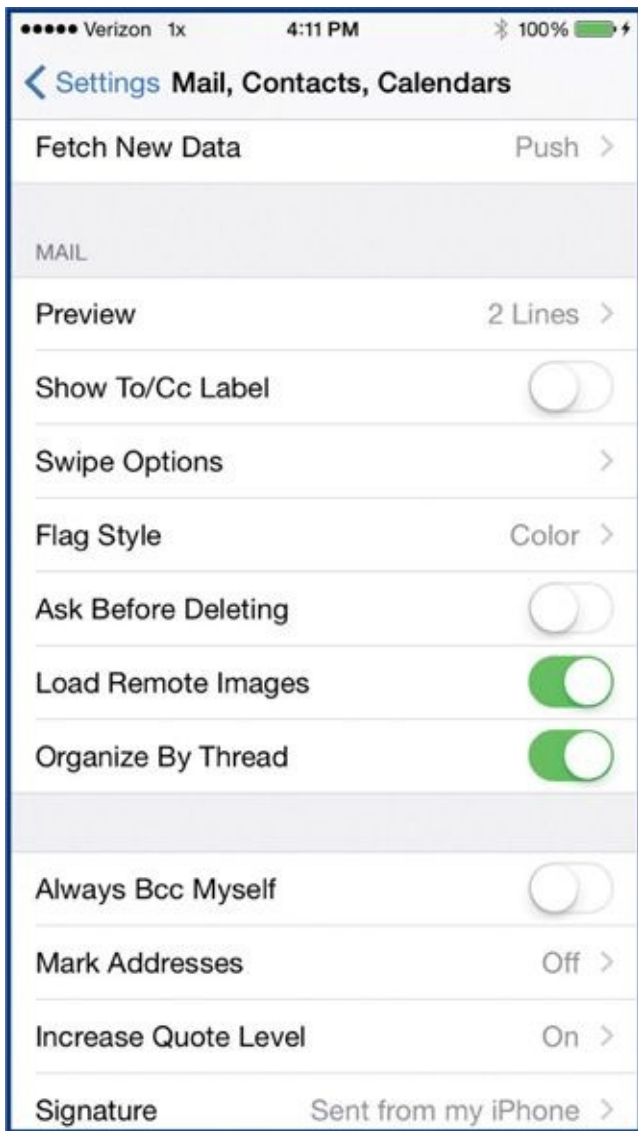 Verizon 1x 4:11 PM 100%
Settings Mail, Contacts, Calendars
Fetch New Data Push
MAIL
Preview 2 Lines
Show To/Cc Label
Swipe Options
Flag Style Color
Ask Before Deleting
Load Remote Images
Organize By Thread
Always Bcc Myself
Mark Addresses Off
Increase Quote Level On
Signature Sent from my iPhone